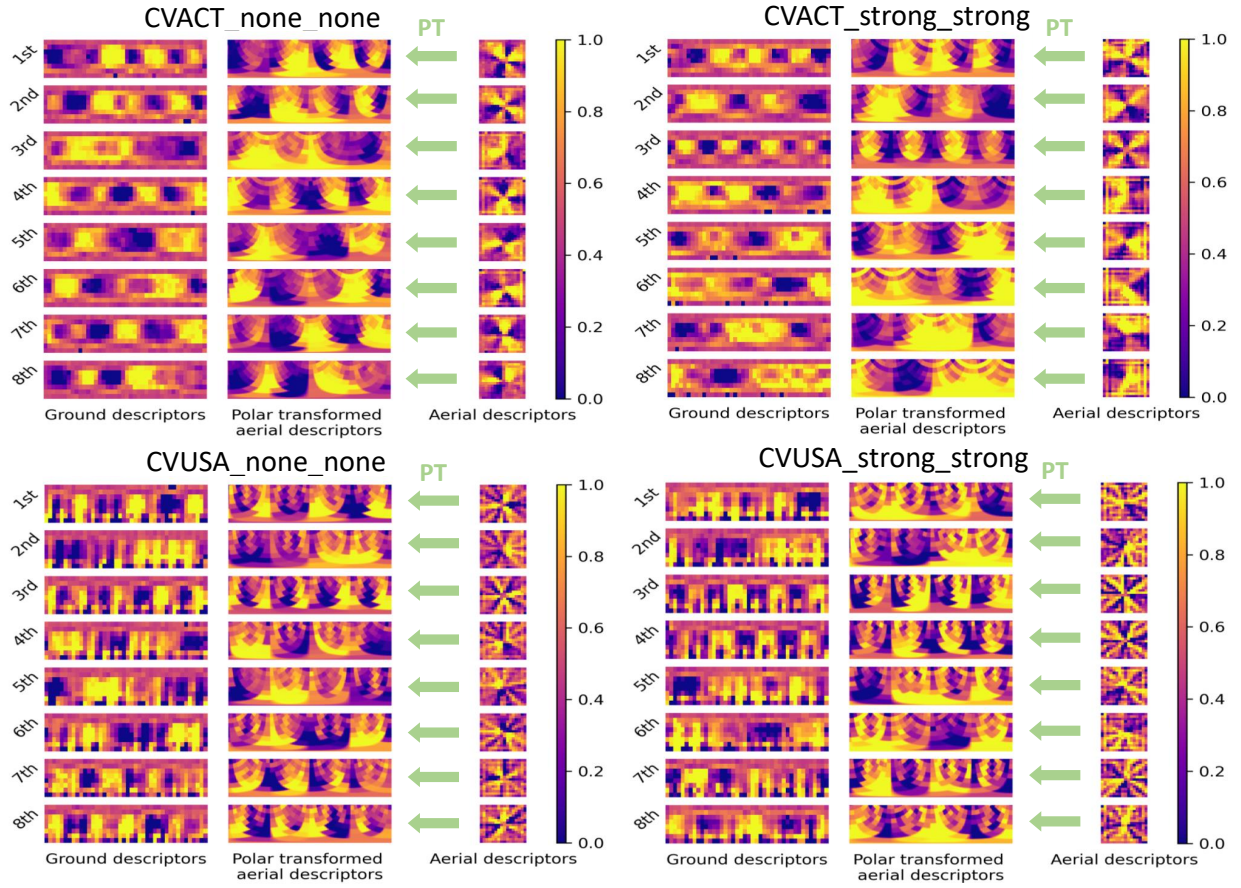 CVACT_none_none
PT
1st
2nd
3rd
4th
5th
6th
7th
8th
1.0
0.8
0.6
0.4
0.2
0.0
Ground descriptors
Polar transformed
aerial descriptors
Aerial descriptors
CVACT_strong_strong
PT
1st
2nd
3rd
4th
5th
6th
7th
8th
1.0
0.8
0.6
0.4
0.2
0.0
Ground descriptors
Polar transformed
aerial descriptors
Aerial descriptors
CVUSA_none_none
PT
1st
2nd
3rd
4th
5th
6th
7th
8th
1.0
0.8
0.6
0.4
0.2
0.0
Ground descriptors
Polar transformed
aerial descriptors
Aerial descriptors
CVUSA_strong_strong
PT
1st
2nd
3rd
4th
5th
6th
7th
8th
1.0
0.8
0.6
0.4
0.2
0.0
Ground descriptors
Polar transformed
aerial descriptors
Aerial descriptors